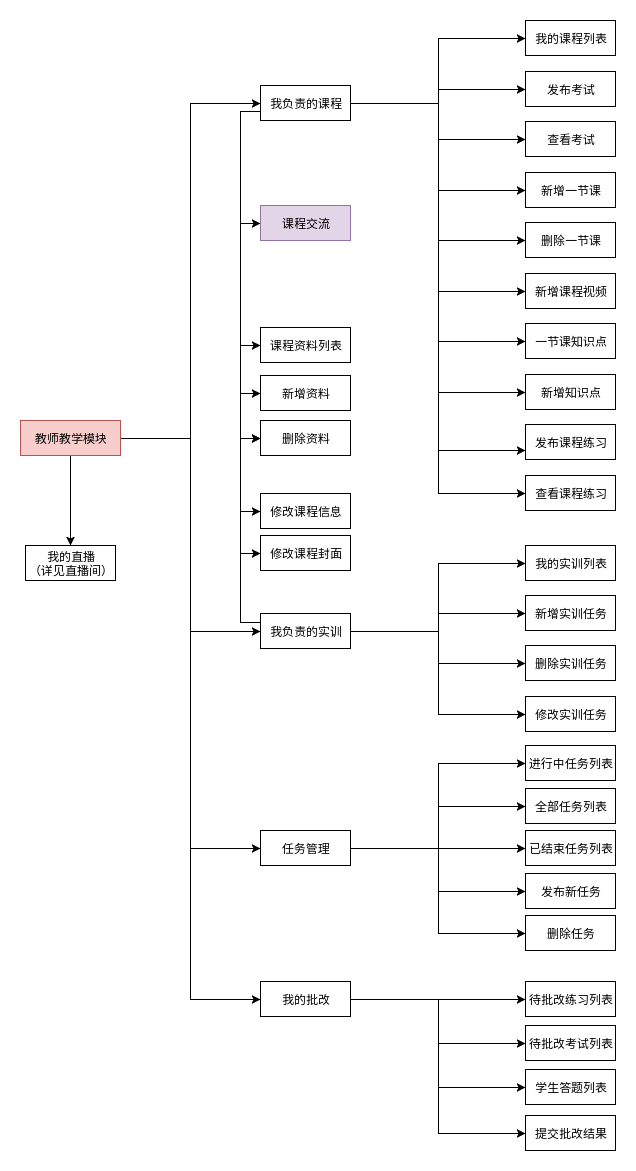 教师教学模块
我的直播
（详见直播间）
我负责的课程
课程交流
课程资料列表
新增资料
删除资料
修改课程信息
修改课程封面
我负责的实训
任务管理
我的批改
我的课程列表
发布考试
查看考试
新增一节课
删除一节课
新增课程视频
一节课知识点
新增知识点
发布课程练习
查看课程练习
我的实训列表
新增实训任务
删除实训任务
修改实训任务
进行中任务列表
全部任务列表
已结束任务列表
发布新任务
删除任务
待批改练习列表
待批改考试列表
学生答题列表
提交批改结果